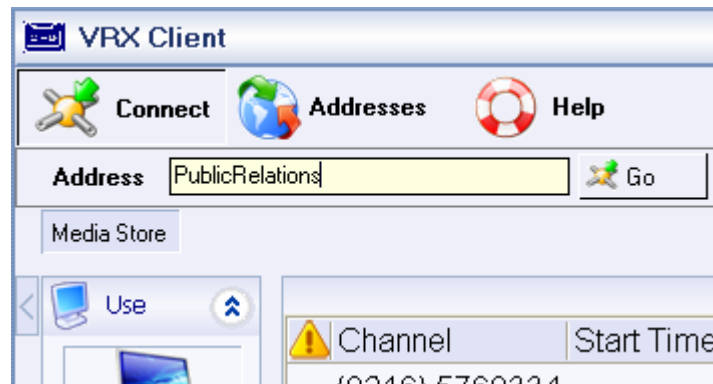 VRX Client
Connect Addresses Help
Address PublicRelations Go
Media Store
Use
Channel Start Time